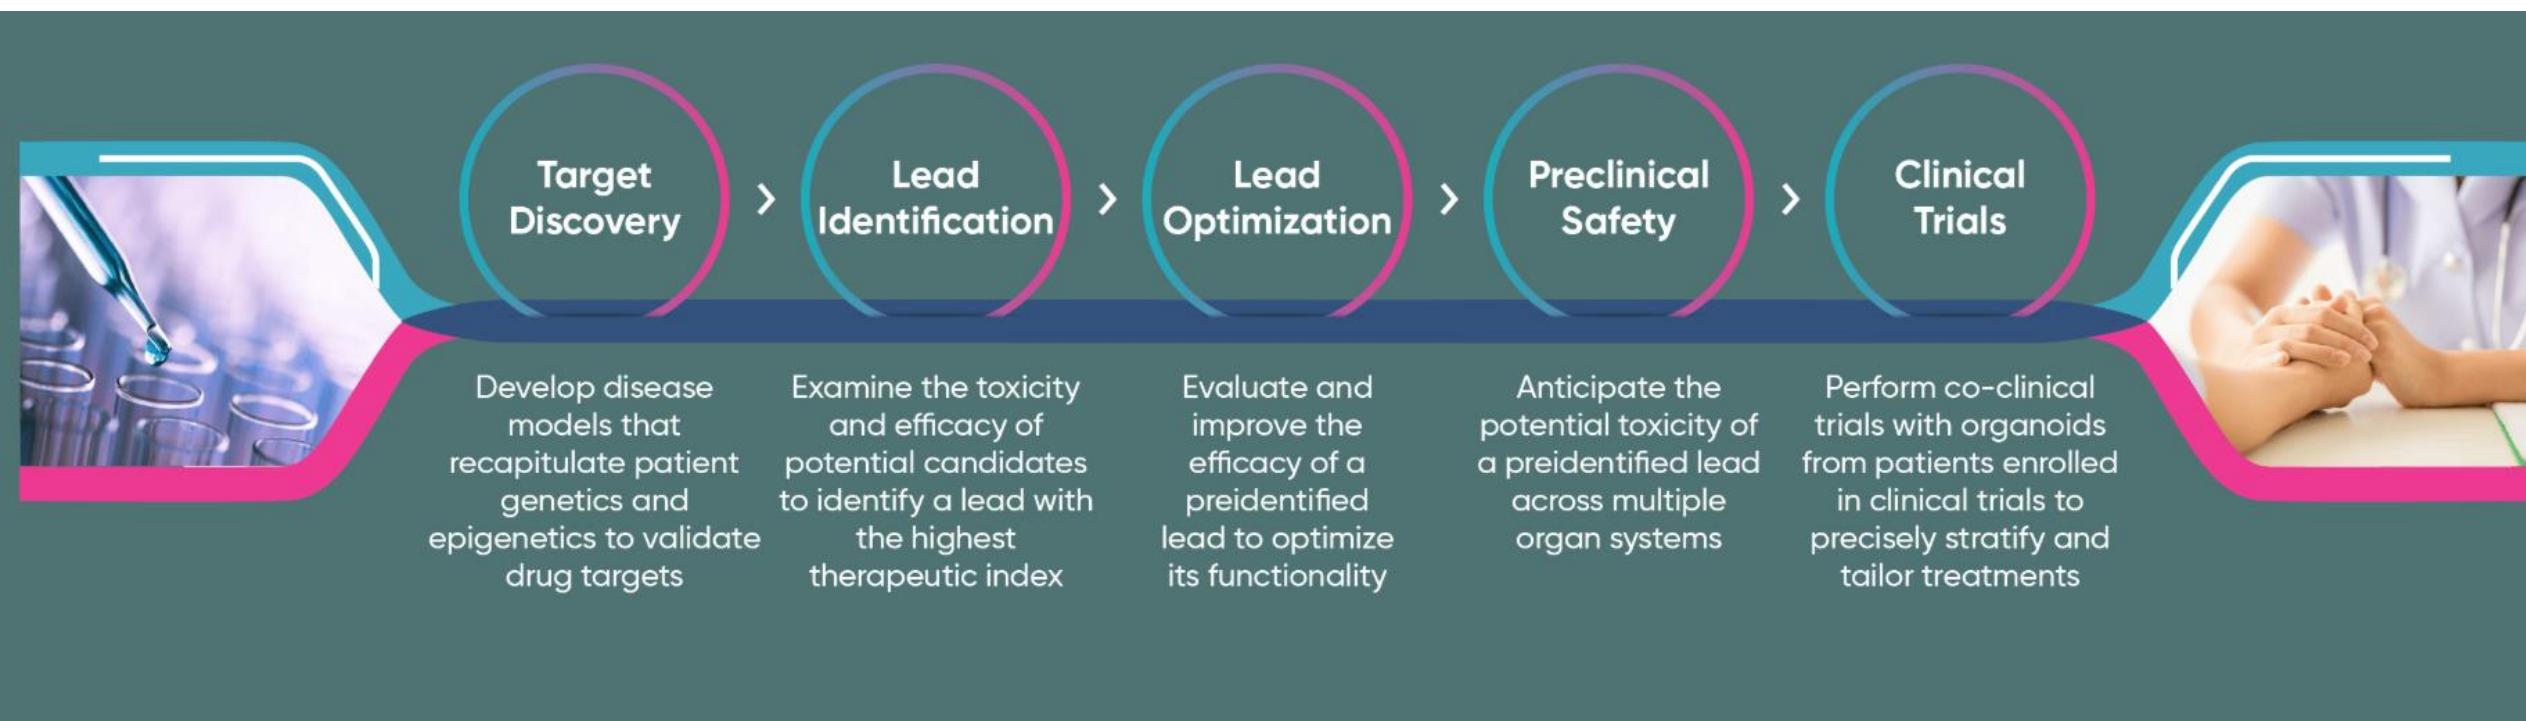 Target
Discovery
Lead
Identification
Lead
Optimization
Preclinical
Safety
Clinical
Trials
Develop disease
models that
recapitulate patient
genetics and
epigenetics to validate
drug targets
Examine the toxicity
and efficacy of
potential candidates
to identify a lead with
the highest
therapeutic index
Evaluate and
improve the
efficacy of a
preidentified
lead to optimize
its functionality
Anticipate the
potential toxicity of
a preidentified lead
across multiple
organ systems
Perform co-clinical
trials with organoids
from patients enrolled
in clinical trials to
precisely stratify and
tailor treatments